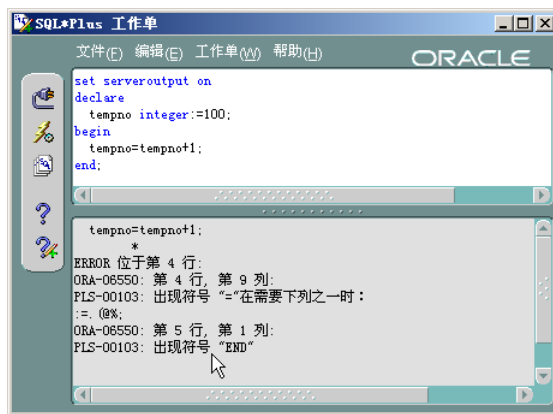 SQL*Plus 工作单
文件(F) 编辑(E) 工作单(W) 帮助(H)
ORACLE
set serveroutput on
declare
tempno integer:=100;
begin
tempno=tempno+1;
end;
tempno=tempno+1;
*
ERROR 位于第 4 行:
ORA-06550: 第 4 行, 第 9 列:
PLS-00103: 出现符号 "="在需要下列之一时：
:=. (@%;
ORA-06550: 第 5 行, 第 1 列:
PLS-00103: 出现符号 "END"